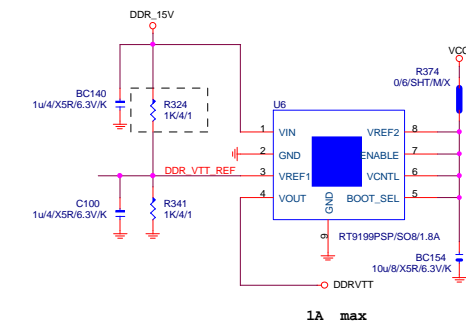 DDR_15V
VCC
R374
0/6/SHT/M/X
BC140
1u/4/X5R/6.3V/K
R324
1K/4/1
U6
1 VIN VREF2 8
2 GND ENABLE 7
3 VREF1 VCNTL 6
4 VOUT BOOT_SEL 5
GND
9
DDR_VTT_REF
C100
1u/4/X5R/6.3V/K
R341
1K/4/1
RT9199PSP/SO8/1.8A
BC154
10u/8/X5R/6.3V/K
DDRVTT
1A max